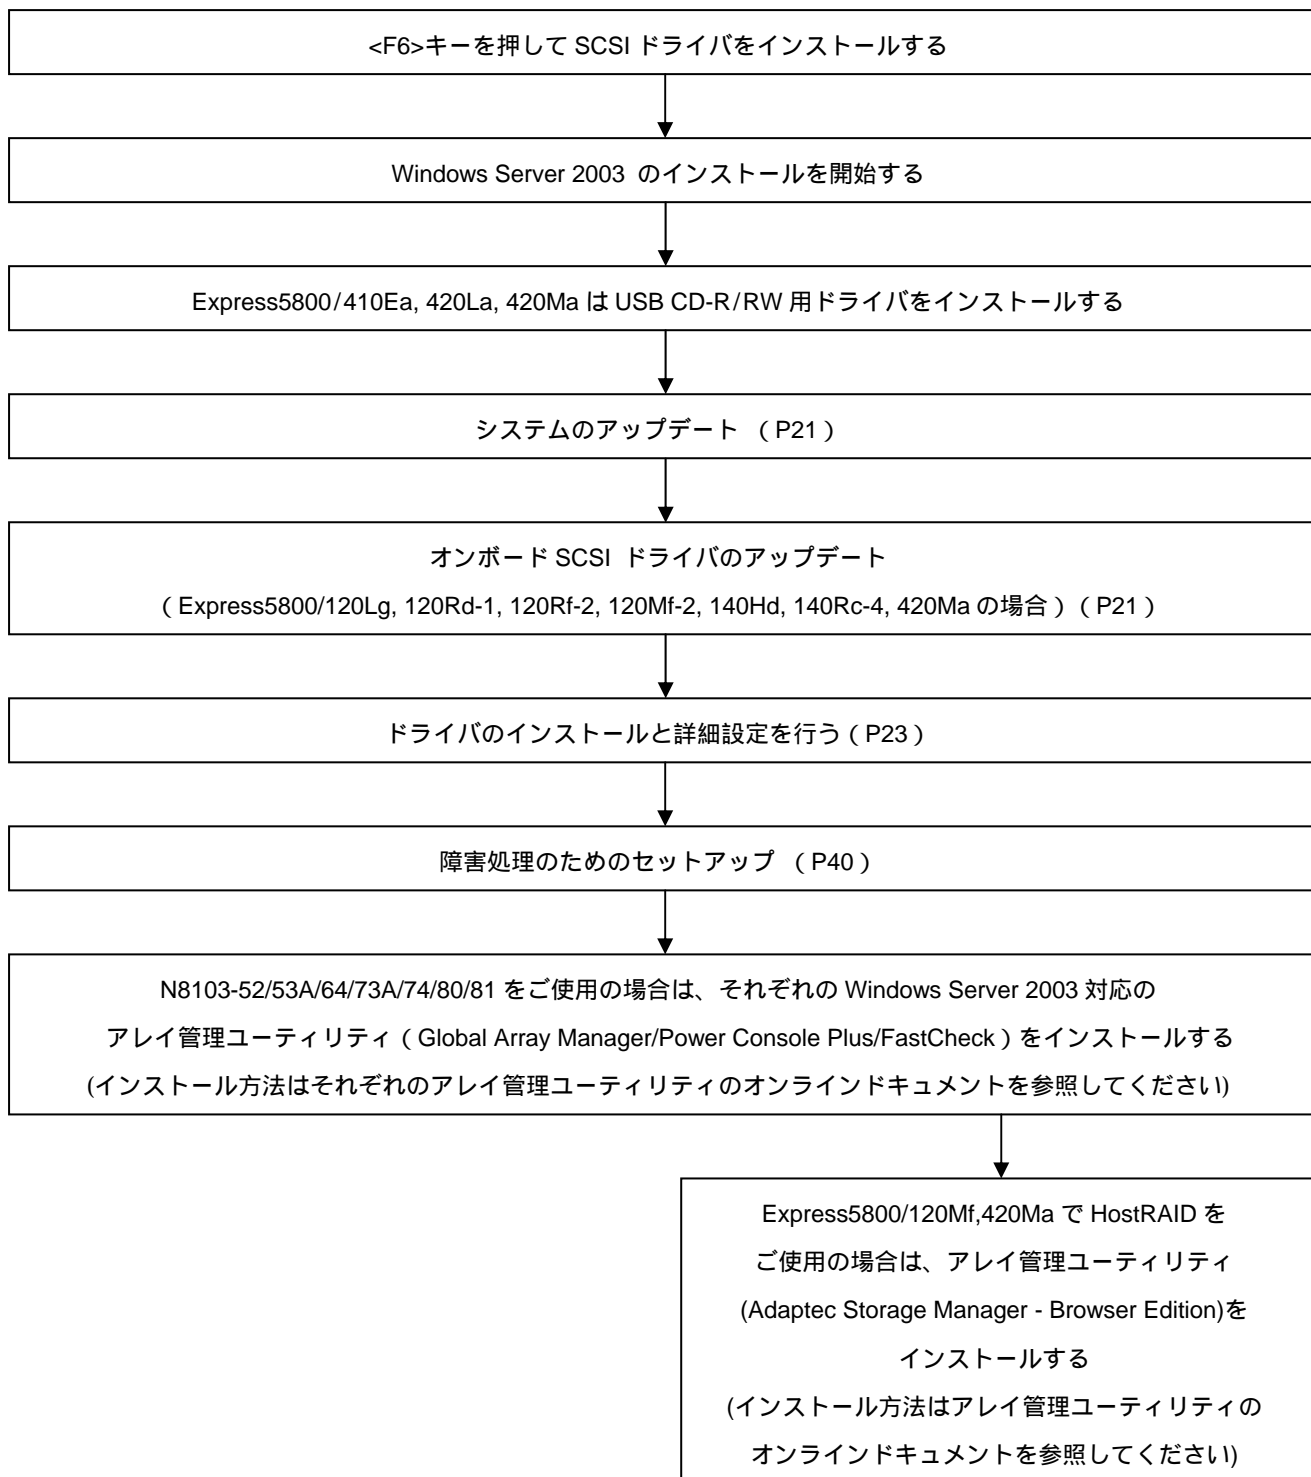 <F6>キーを押して SCSI ドライバをインストールする
Windows Server 2003 のインストールを開始する
Express5800/410Ea, 420La, 420Ma は USB CD-R/RW 用ドライバをインストールする
システムのアップデート （P21）
オンボード SCSI ドライバのアップデート
（Express5800/120Lg, 120Rd-1, 120Rf-2, 120Mf-2, 140Hd, 140Rc-4, 420Ma の場合）（P21）
ドライバのインストールと詳細設定を行う（P23）
障害処理のためのセットアップ （P40）
N8103-52/53A/64/73A/74/80/81 をご使用の場合は、それぞれの Windows Server 2003 対応の
アレイ管理ユーティリティ（Global Array Manager/Power Console Plus/FastCheck）をインストールする
(インストール方法はそれぞれのアレイ管理ユーティリティのオンラインドキュメントを参照してください)
Express5800/120Mf,420Ma で HostRAID を
ご使用の場合は、アレイ管理ユーティリティ
(Adaptec Storage Manager - Browser Edition)を
インストールする
(インストール方法はアレイ管理ユーティリティの
オンラインドキュメントを参照してください)